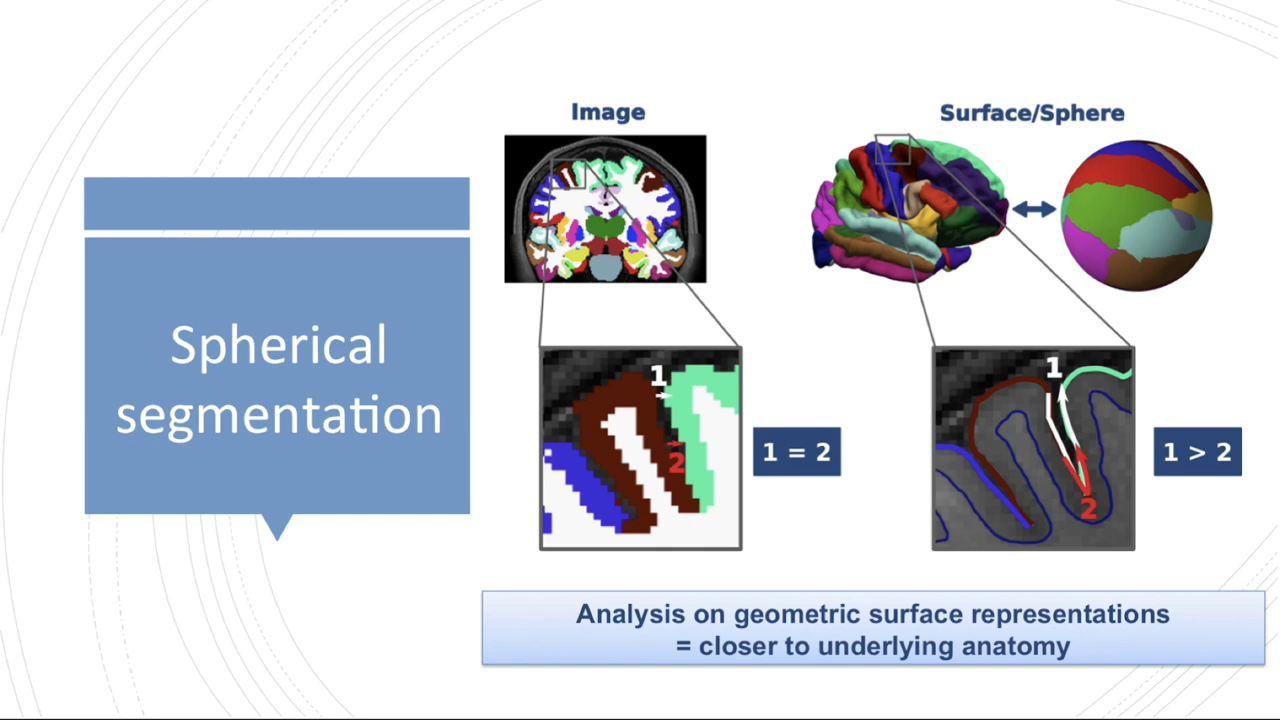 Spherical
segmentation
Image
Surface/Sphere
1
2
1 = 2
1
2
1 > 2
Analysis on geometric surface representations
= closer to underlying anatomy